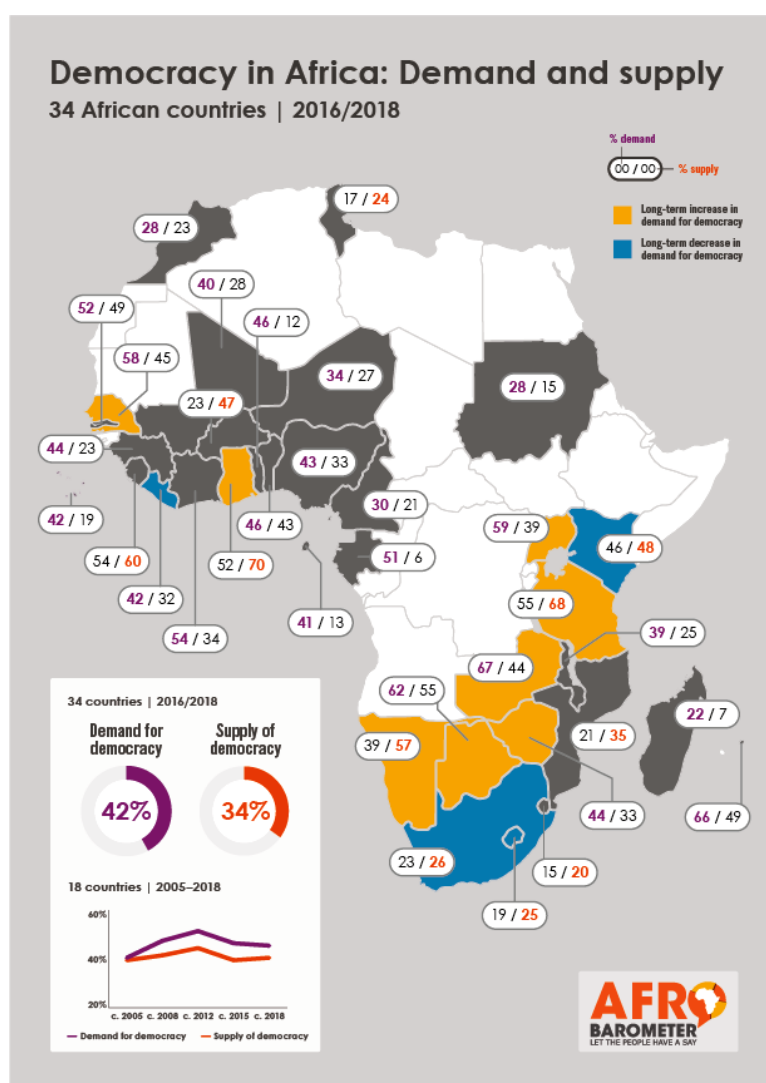 Democracy in Africa: Demand and supply
34 African countries | 2016/2018
% demand
00 / 00
% supply
Long-term increase in
demand for democracy
Long-term decrease in
demand for democracy
17 / 24
28 / 23
40 / 28
52 / 49
46 / 12
58 / 45
34 / 27
28 / 15
23 / 47
44 / 23
43 / 33
30 / 21
42 / 19
46 / 43
59 / 39
46 / 48
54 / 60
52 / 70
51 / 6
42 / 32
55 / 68
41 / 13
54 / 34
39 / 25
67 / 44
62 / 55
22 / 7
39 / 57
21 / 35
44 / 33
66 / 49
23 / 26
15 / 20
19 / 25
34 countries | 2016/2018
Demand for
democracy
Supply of
democracy
42%
34%
18 countries | 2005–2018
60%
40%
20%
c. 2005 c. 2008 c. 2012 c. 2015 c. 2018
Demand for democracy Supply of democracy
AFRO
BAROMETER
LET THE PEOPLE HAVE A SAY